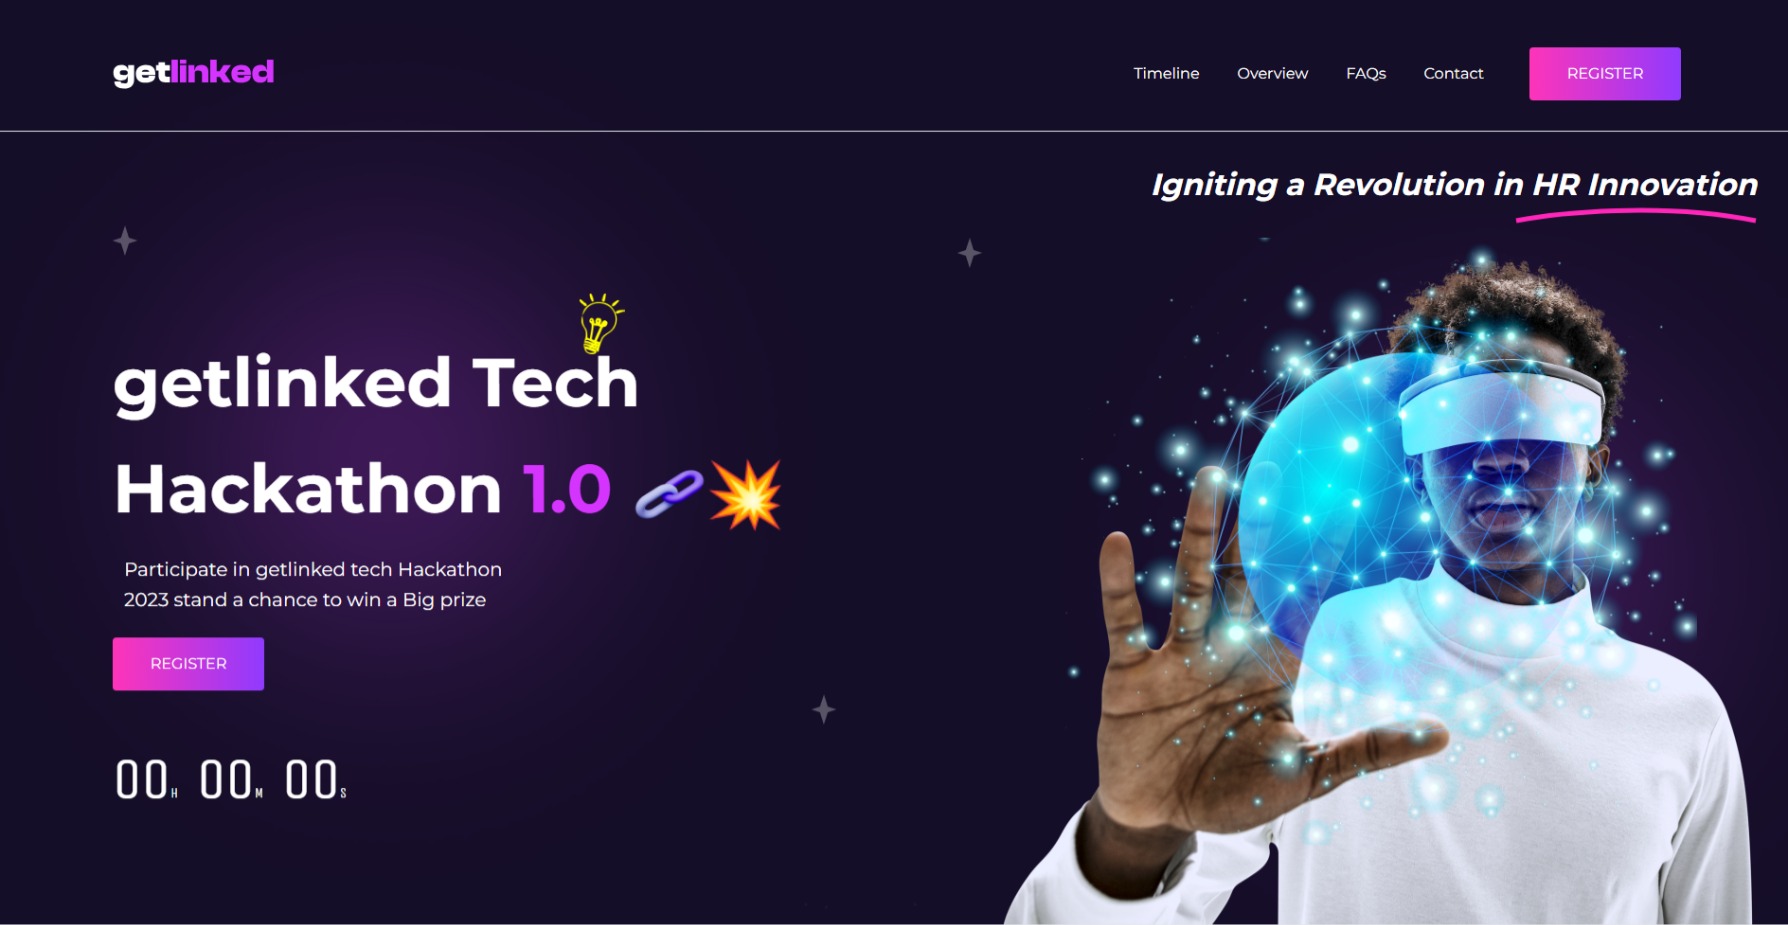 getlinked
Timeline Overview FAQs Contact REGISTER
Igniting a Revolution in HR Innovation
getlinked Tech
Hackathon 1.0
Participate in getlinked tech Hackathon
2023 stand a chance to win a Big prize
REGISTER
00H 00M 00S